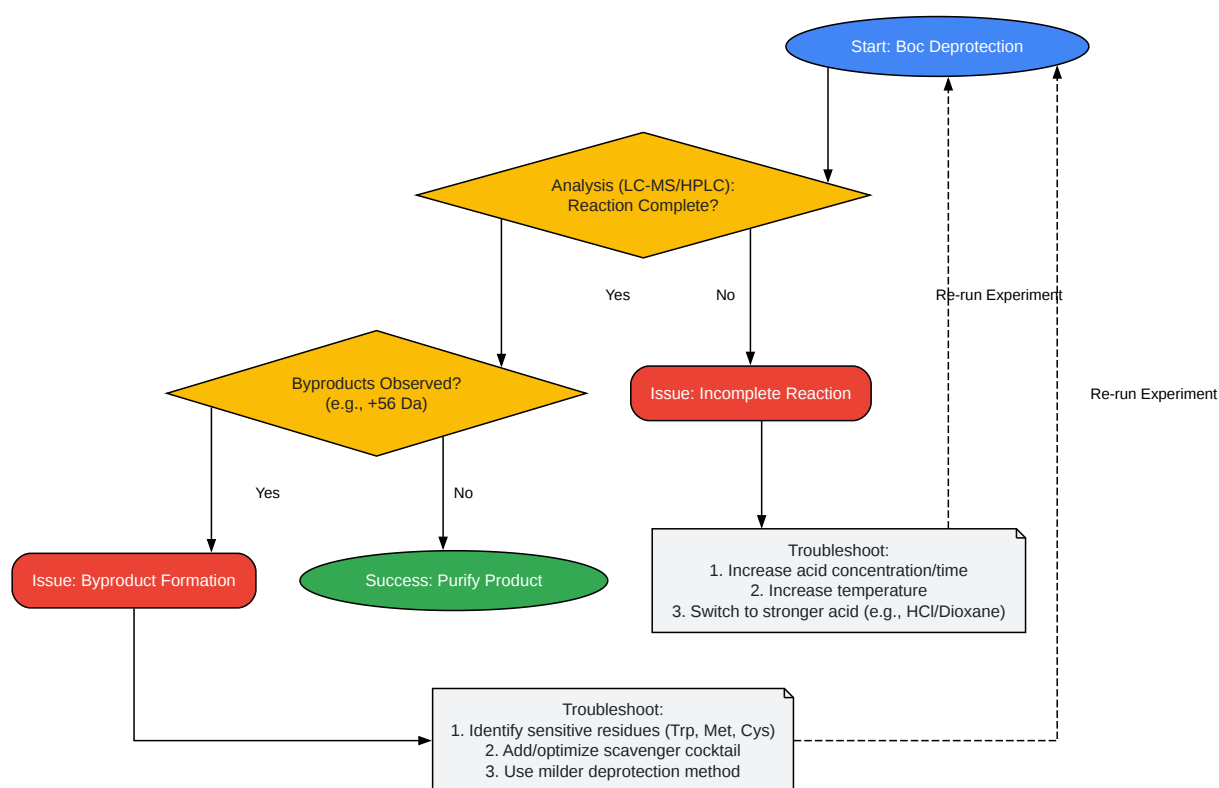 Start: Boc Deprotection
Analysis (LC-MS/HPLC):
Reaction Complete?
Yes
No
Re-run Experiment
Byproducts Observed?
(e.g., +56 Da)
Issue: Incomplete Reaction
Re-run Experiment
Yes
No
Issue: Byproduct Formation
Success: Purify Product
Troubleshoot:
1. Increase acid concentration/time
2. Increase temperature
3. Switch to stronger acid (e.g., HCl/Dioxane)
Troubleshoot:
1. Identify sensitive residues (Trp, Met, Cys)
2. Add/optimize scavenger cocktail
3. Use milder deprotection method